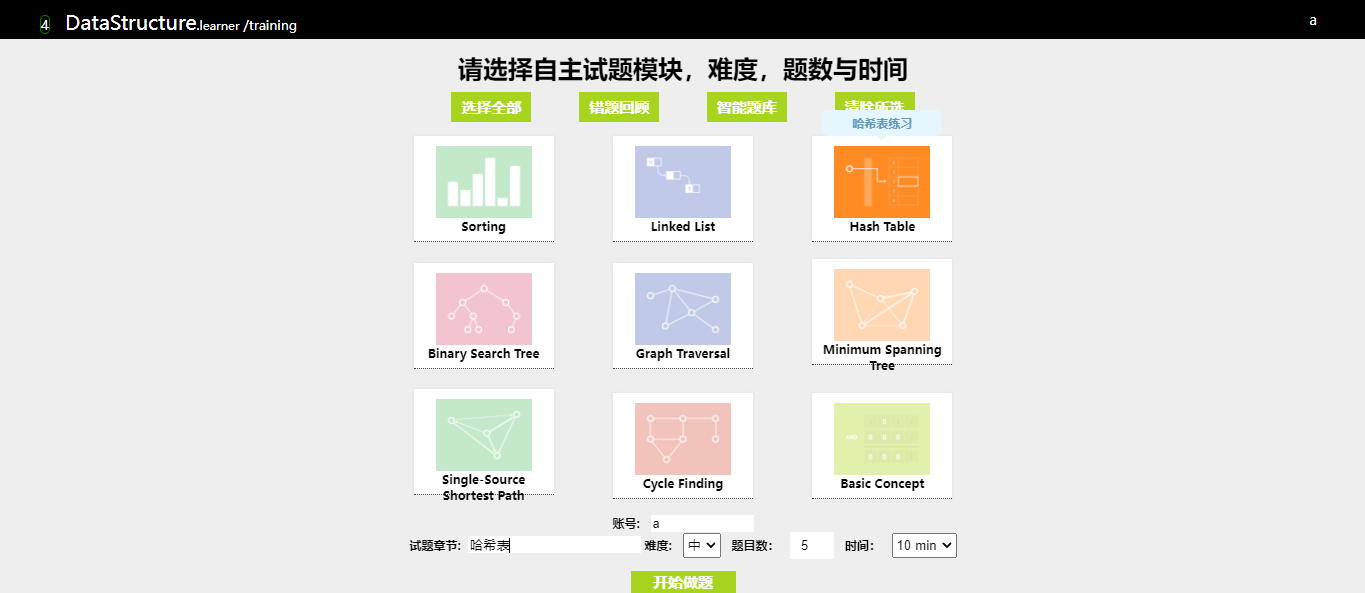 4 DataStructure.learner /training a
请选择自主试题模块，难度，题数与时间
选择全部 错题回顾 智能题库 清除所选
哈希表练习
Sorting Linked List Hash Table
Binary Search Tree Graph Traversal Minimum Spanning
Tree
Single-Source
Shortest Path Cycle Finding Basic Concept
账号: a
试题章节: 哈希表 难度: 中 题目数: 5 时间: 10 min
开始做题